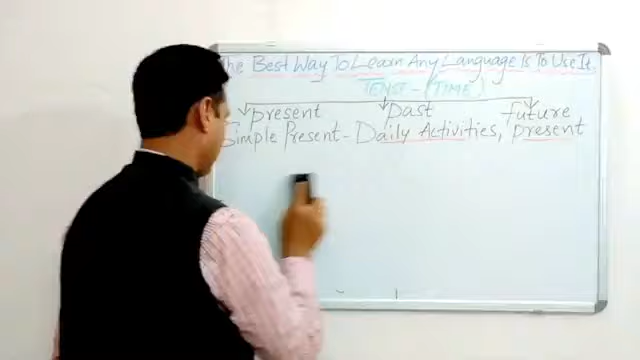 The Best Way To Learn Any Language Is To Use It.
TENSE - (TIME)
present past future
Simple Present - Daily Activities, present